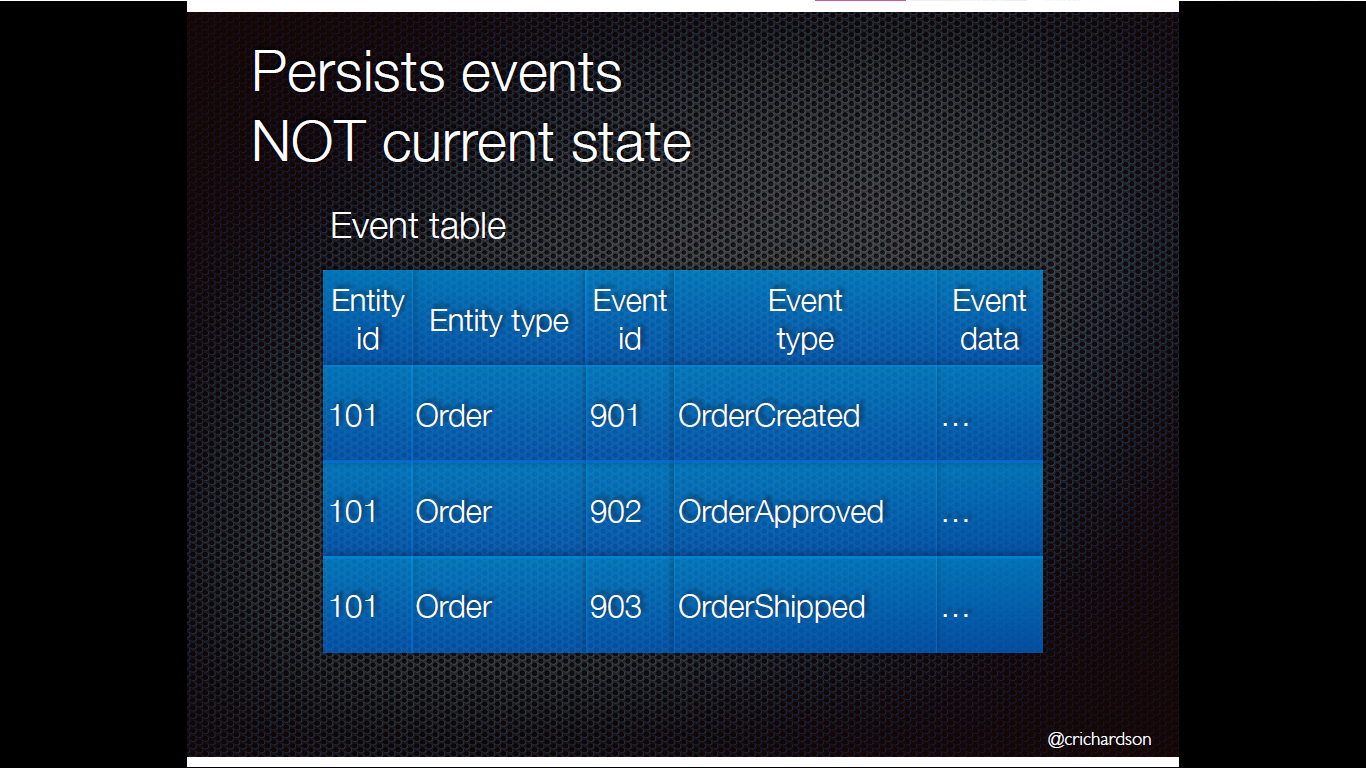 Persists events
NOT current state
Event table
Entity id Entity type Event id Event type Event data
101 Order 901 OrderCreated …
101 Order 902 OrderApproved …
101 Order 903 OrderShipped …
@crichardson